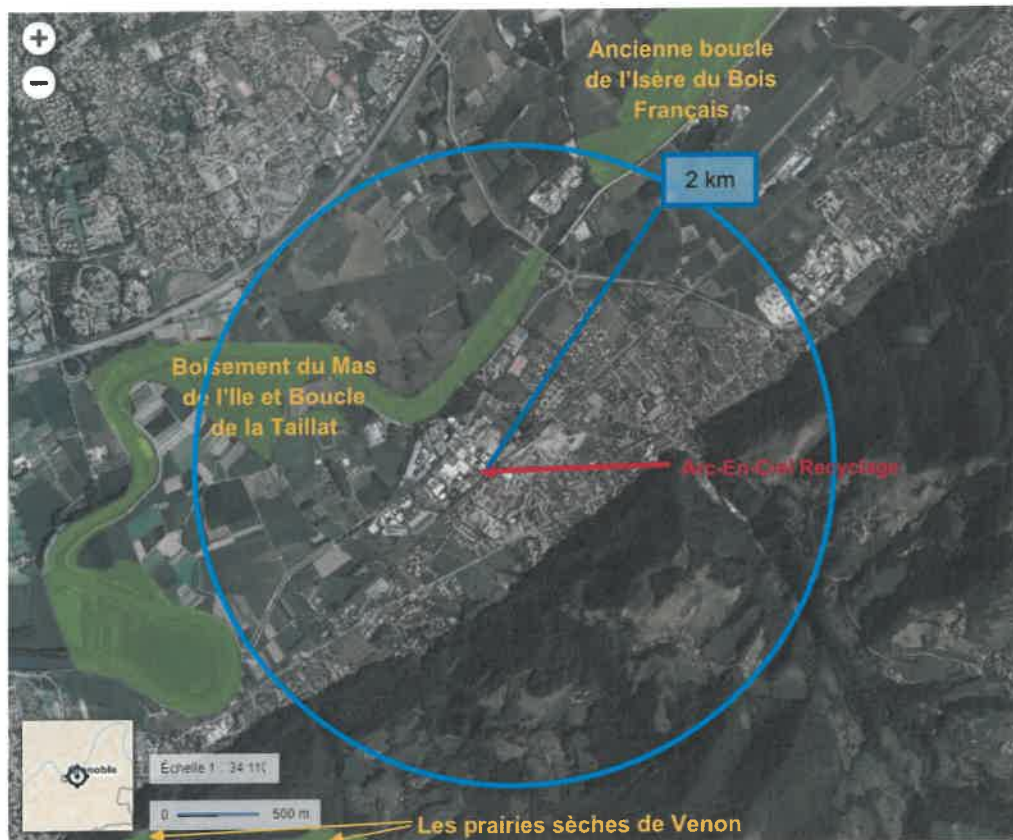 Ancienne boucle
de l'Isère du Bois
Français
2 km
Boisement du Mas
de l'Ile et Boucle
de la Taillat
Arc-En-Ciel Recyclage
Échelle 1 : 34 110
0 500 m
Les prairies sèches de Venon